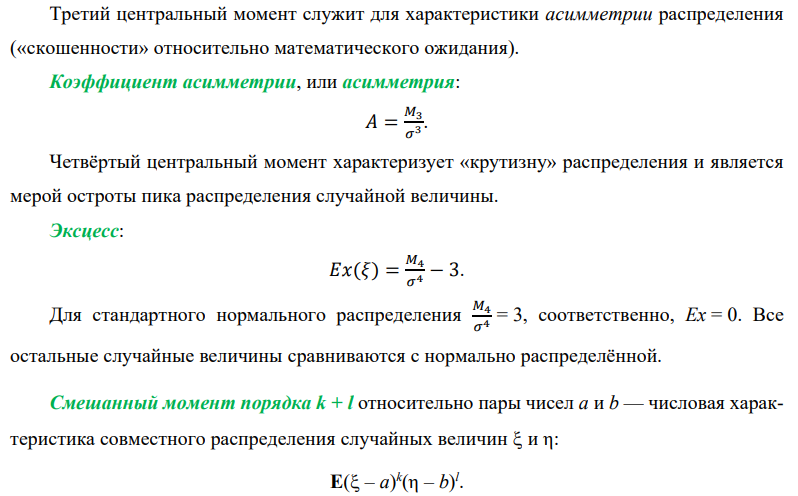 Третий центральный момент служит для характеристики асимметрии распределения
(«скошенности» относительно математического ожидания).
Коэффициент асимметрии, или асимметрия:
A = M₃/σ³.
Четвёртый центральный момент характеризует «крутизну» распределения и является
мерой остроты пика распределения случайной величины.
Эксцесс:
Ex(ξ) = M₄/σ⁴ − 3.
Для стандартного нормального распределения M₄/σ⁴ = 3, соответственно, Ex = 0. Все
остальные случайные величины сравниваются с нормально распределённой.
Смешанный момент порядка k + l относительно пары чисел a и b — числовая харак-
теристика совместного распределения случайных величин ξ и η:
E(ξ – a)ᵏ(η – b)ˡ.